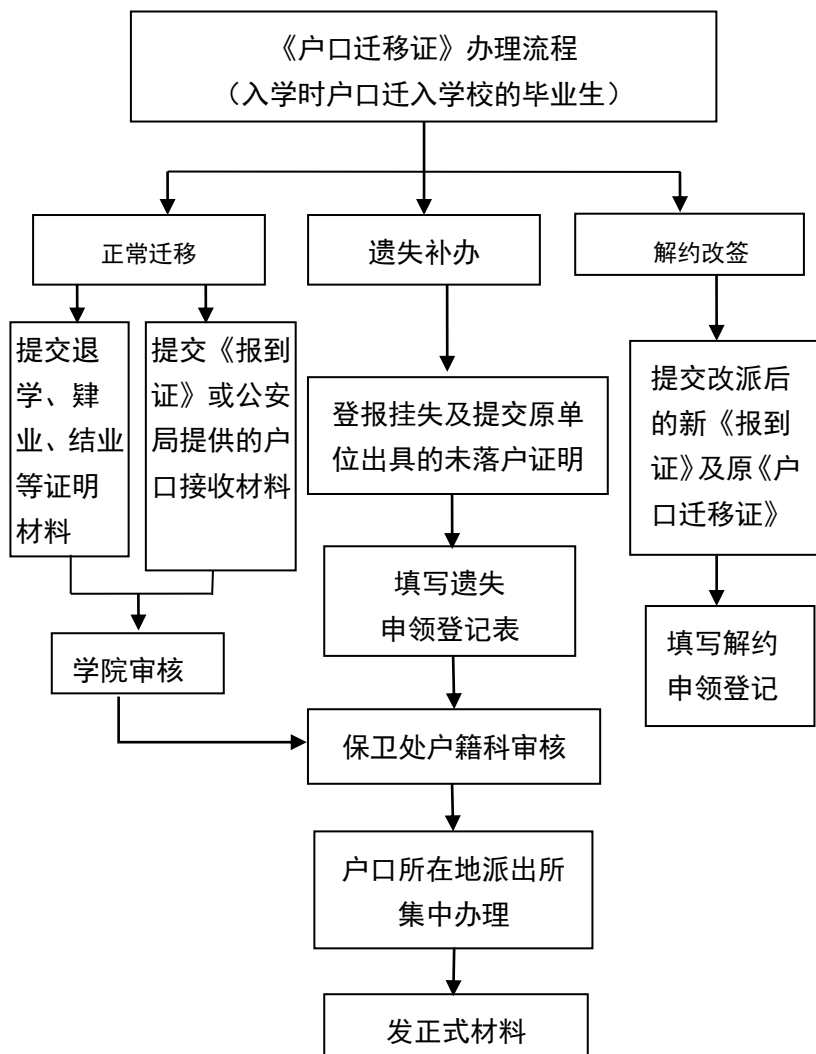 《户口迁移证》办理流程
（入学时户口迁入学校的毕业生）
正常迁移
遗失补办
解约改签
提交退
学、肄
业、结业
等证明
材料
提交《报到
证》或公安
局提供的户
口接收材料
登报挂失及提交原单
位出具的未落户证明
提交改派后
的新《报到
证》及原《户
口迁移证》
填写遗失
申领登记表
填写解约
申领登记
学院审核
保卫处户籍科审核
户口所在地派出所
集中办理
发正式材料